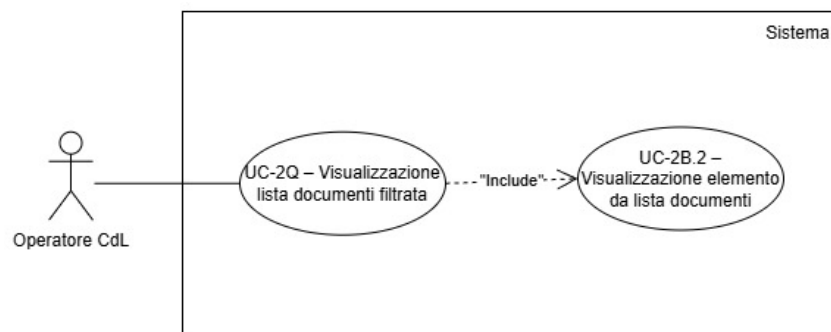 Sistema
UC-2Q – Visualizzazione
lista documenti filtrata
"Include"
UC-2B.2 –
Visualizzazione elemento
da lista documenti
Operatore CdL